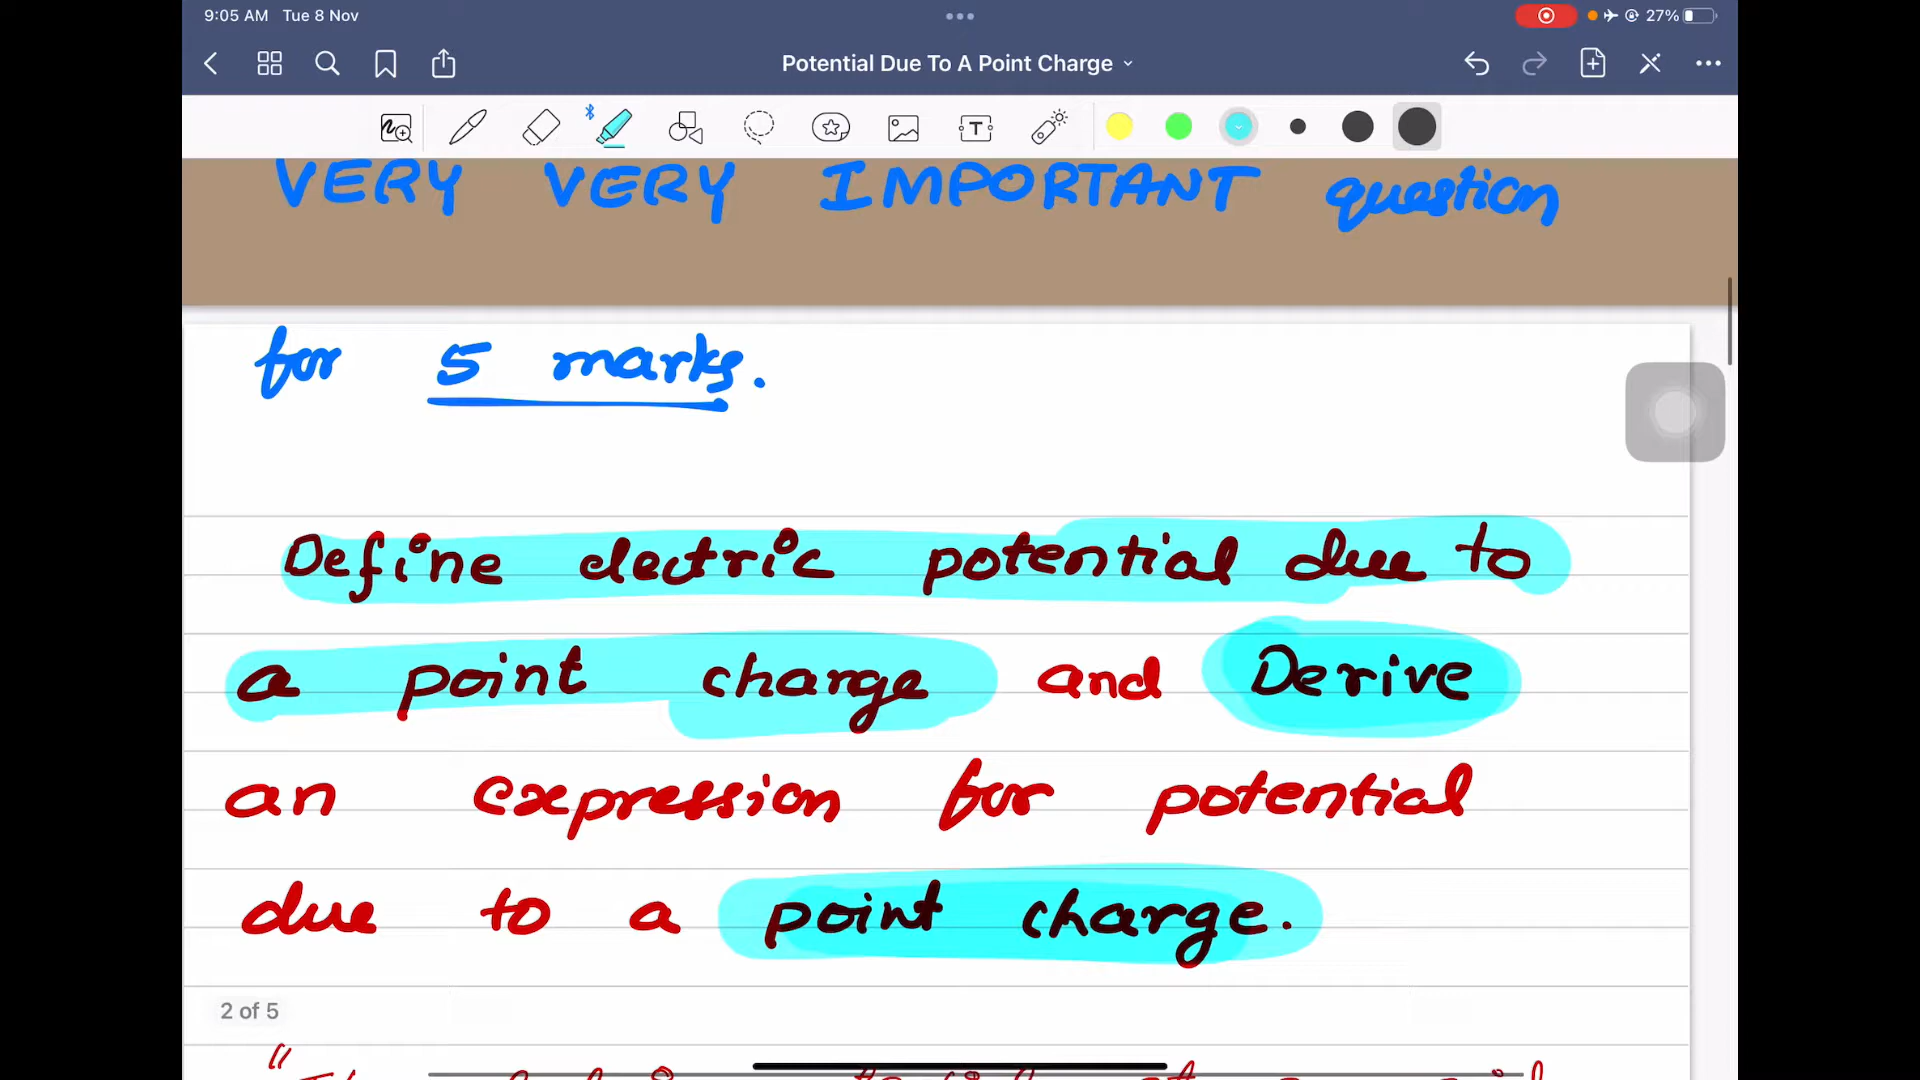 9:05 AM Tue 8 Nov
27%
Potential Due To A Point Charge
T
VERY VERY IMPORTANT question
for 5 marks.
Define electric potential due to
a point charge and Derive
an expression for potential
due to a point charge.
2 of 5